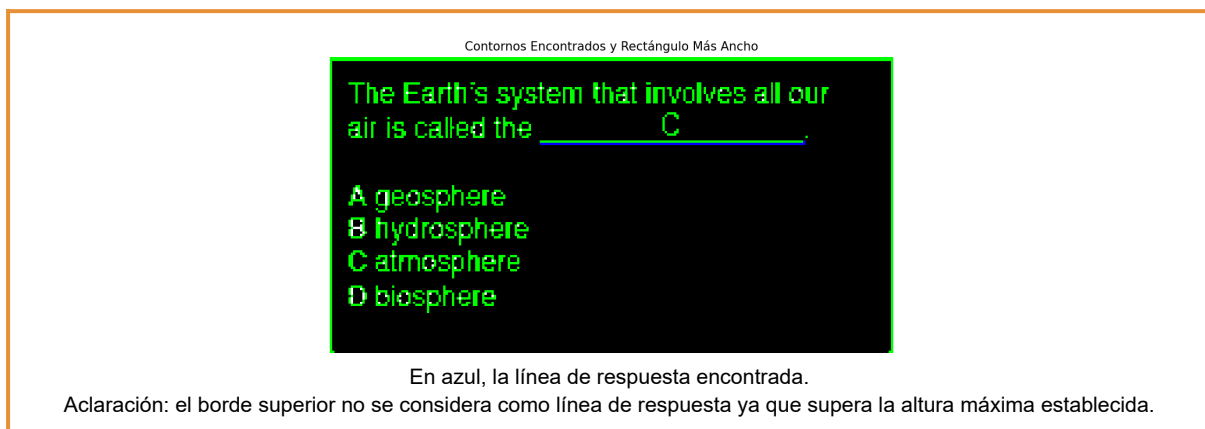 Contornos Encontrados y Rectángulo Más Ancho
The Earth's system that involves all our
air is called the ______C______.
A geosphere
B hydrosphere
C atmosphere
D biosphere
En azul, la línea de respuesta encontrada.
Aclaración: el borde superior no se considera como línea de respuesta ya que supera la altura máxima establecida.